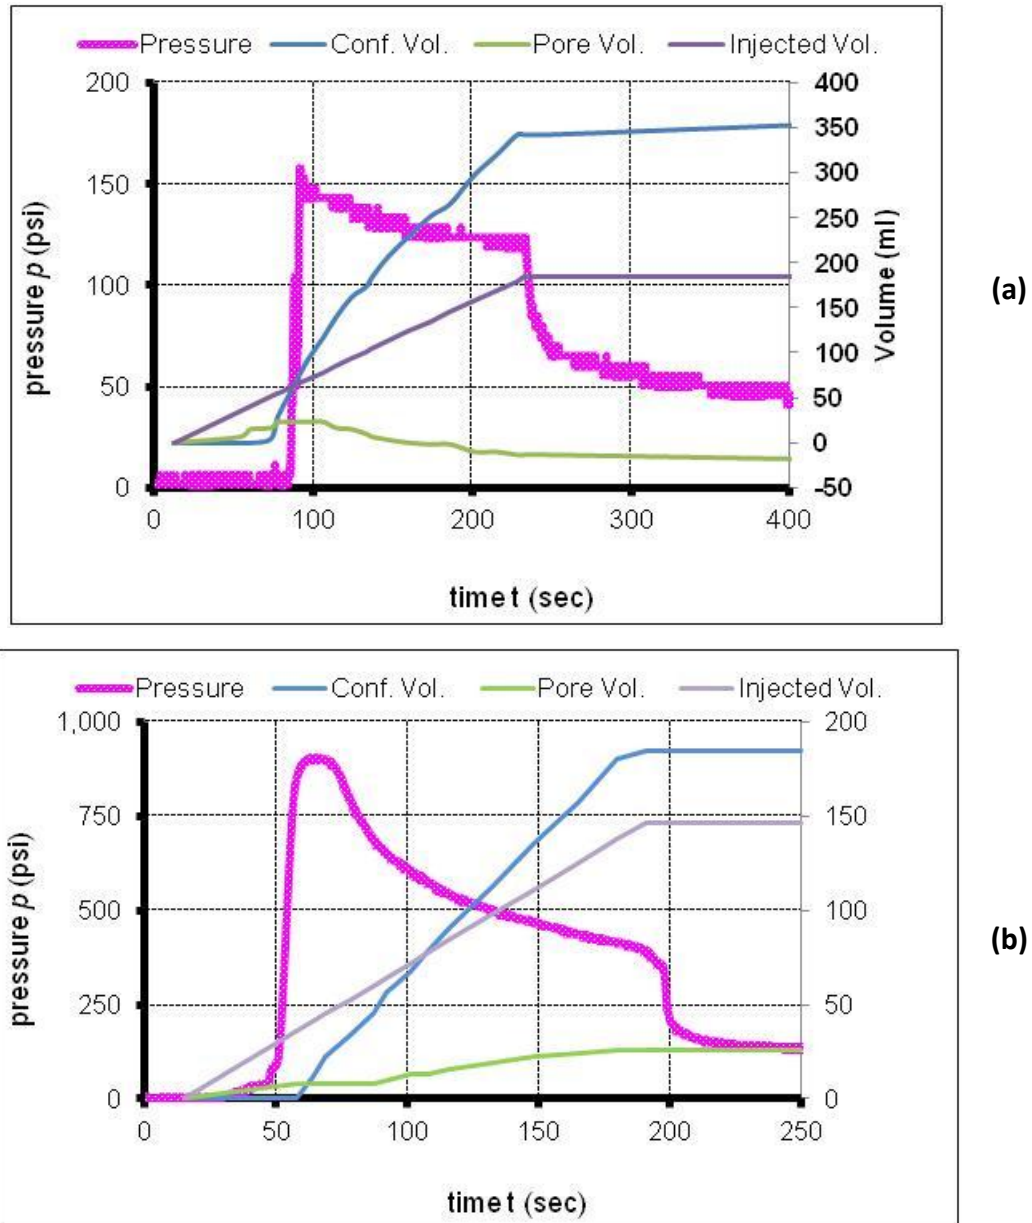 Pressure Conf. Vol. Pore Vol. Injected Vol.
200
150
100
50
0
pressure p (psi)
400
350
300
250
200
150
100
50
0
-50
Volume (ml)
0 100 200 300 400
time t (sec)
(a)
Pressure Conf. Vol. Pore Vol. Injected Vol.
1,000
750
500
250
0
pressure p (psi)
200
150
100
50
0
0 50 100 150 200 250
time t (sec)
(b)